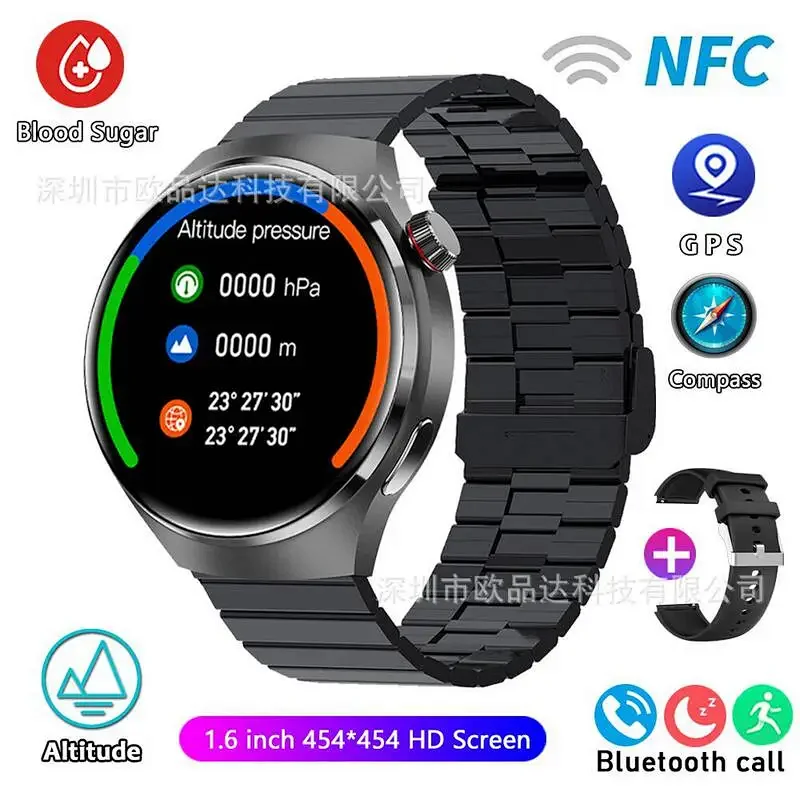 Blood Sugar
NFC
深圳市欧品达科技有限公司
Altitude pressure
0000 hPa
0000 m
23° 27′ 30″
23° 27′ 30″
GPS
Compass
深圳市欧品达科技有限公司
Altitude
1.6 inch 454*454 HD Screen
z z
Bluetooth call